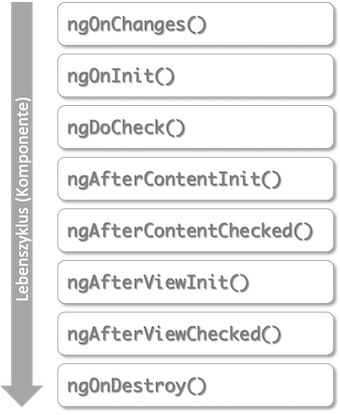 Lebenszyklus (Komponente)
ngOnChanges()
ngOnInit()
ngDoCheck()
ngAfterContentInit()
ngAfterContentChecked()
ngAfterViewInit()
ngAfterViewChecked()
ngOnDestroy()